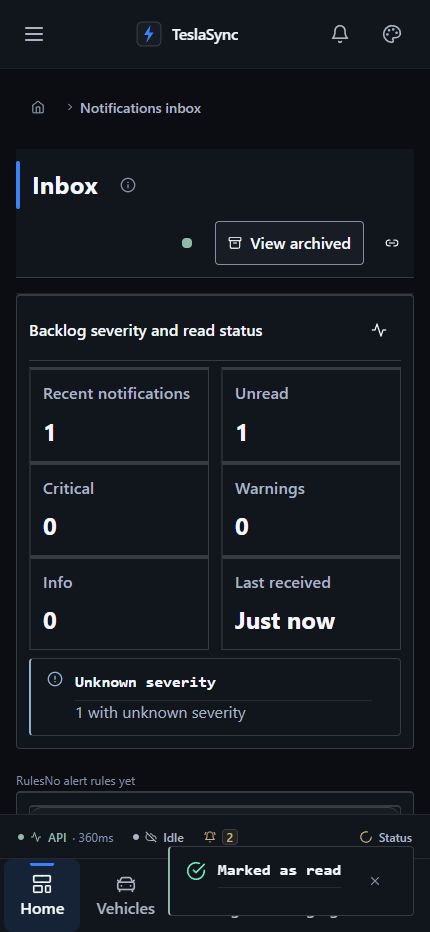 TeslaSync
Notifications inbox
Inbox
View archived
Backlog severity and read status
Recent notifications
1
Unread
1
Critical
0
Warnings
0
Info
0
Last received
Just now
Unknown severity
1 with unknown severity
RulesNo alert rules yet
API · 360ms
Idle
2
Status
Marked as read
Home
Vehicles